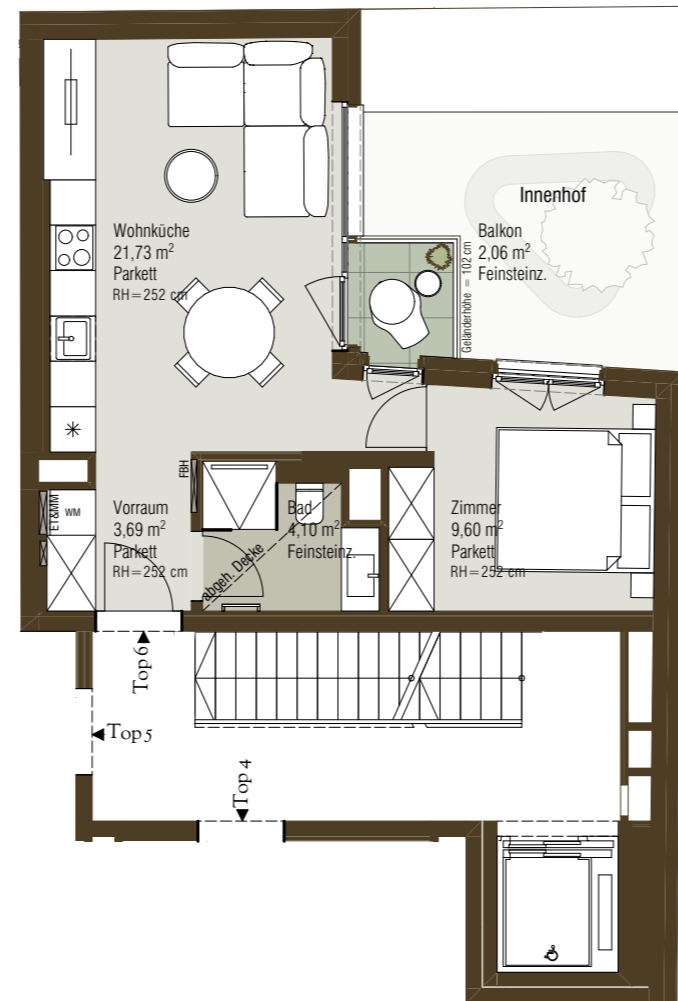 Innenhof
Balkon
2,06 m²
Feinsteinz.
Geländerhöhe = 102 cm
Wohnküche
21,73 m²
Parkett
RH=252 cm
FBH
ET&MM
WM
Vorraum
3,69 m²
Parkett
RH=252 cm
Bad
4,10 m²
Feinsteinz.
abgeh. Decke
Zimmer
9,60 m²
Parkett
RH=252 cm
Top 6
Top 5
Top 4